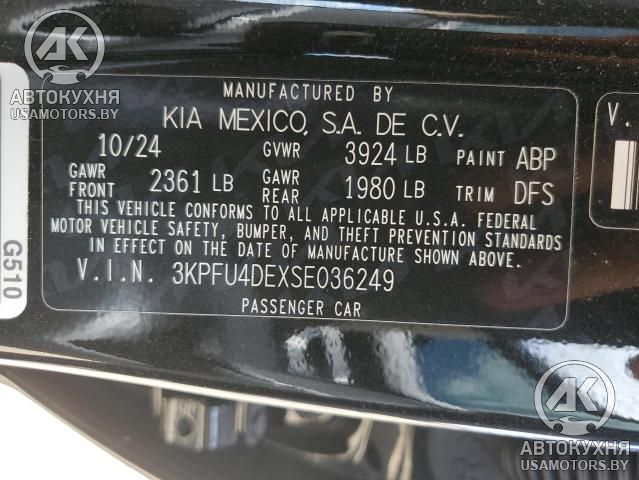 AK
АВТОКУХНЯ
USAMOTORS.BY
G510
MANUFACTURED BY
KIA MEXICO, S.A. DE C.V.
10/24 GVWR 3924 LB PAINT ABP
GAWR FRONT 2361 LB GAWR REAR 1980 LB TRIM DFS
THIS VEHICLE CONFORMS TO ALL APPLICABLE U.S.A. FEDERAL
MOTOR VEHICLE SAFETY, BUMPER, AND THEFT PREVENTION STANDARDS
IN EFFECT ON THE DATE OF MANUFACTURE SHOWN ABOVE.
V.I.N. 3KPFU4DEXSE036249
PASSENGER CAR
V.
AK
АВТОКУХНЯ
USAMOTORS.BY